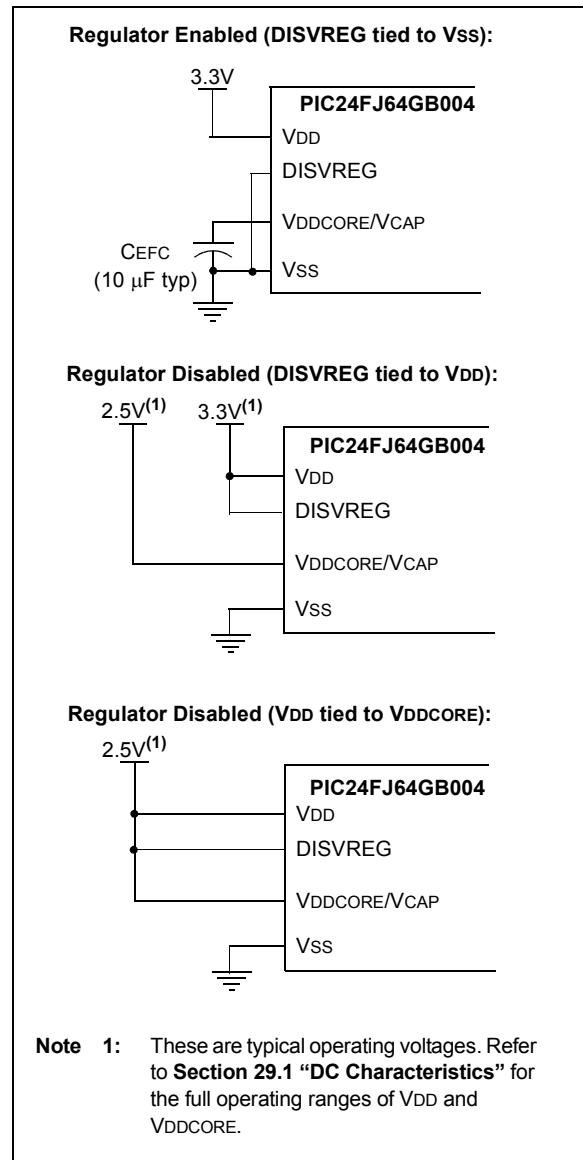 Regulator Enabled (DISVREG tied to VSS):
3.3V
PIC24FJ64GB004
VDD
DISVREG
VDDCORE/VCAP
CEFC
(10 μF typ)
VSS
Regulator Disabled (DISVREG tied to VDD):
2.5V(1) 3.3V(1)
PIC24FJ64GB004
VDD
DISVREG
VDDCORE/VCAP
VSS
Regulator Disabled (VDD tied to VDDCORE):
2.5V(1)
PIC24FJ64GB004
VDD
DISVREG
VDDCORE/VCAP
VSS
Note 1: These are typical operating voltages. Refer
to Section 29.1 “DC Characteristics” for
the full operating ranges of VDD and
VDDCORE.